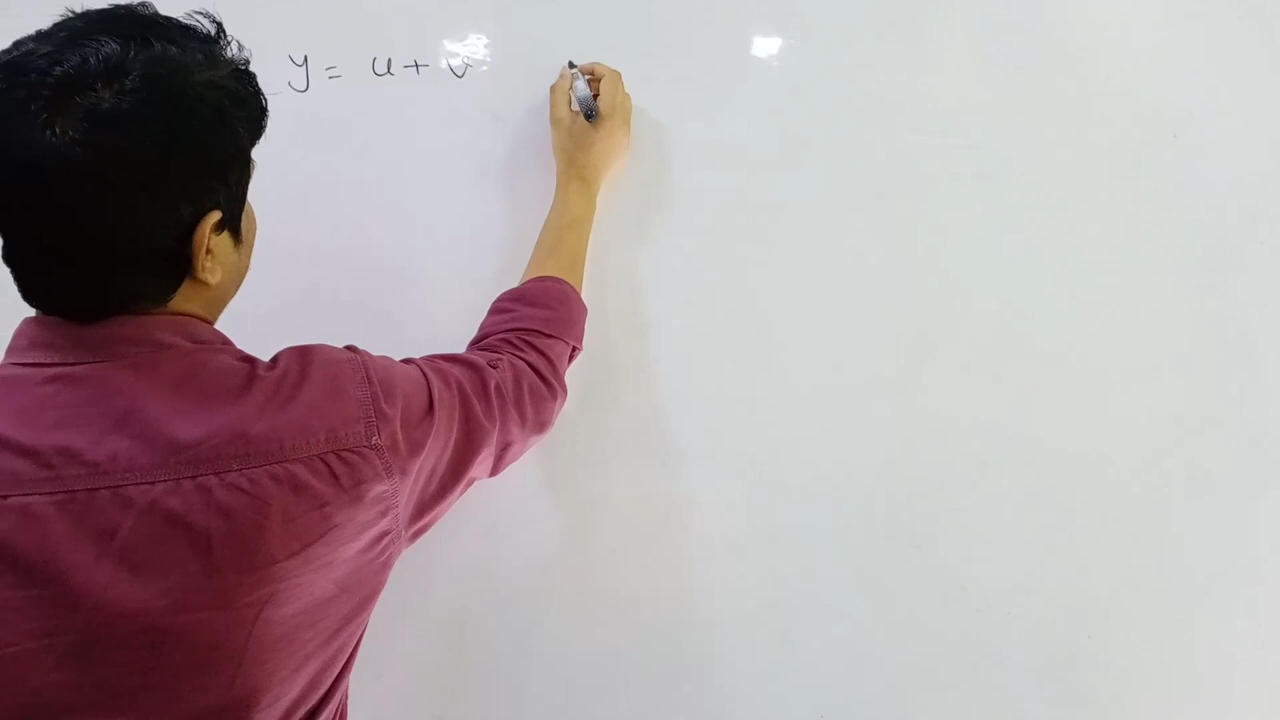 y = u + v